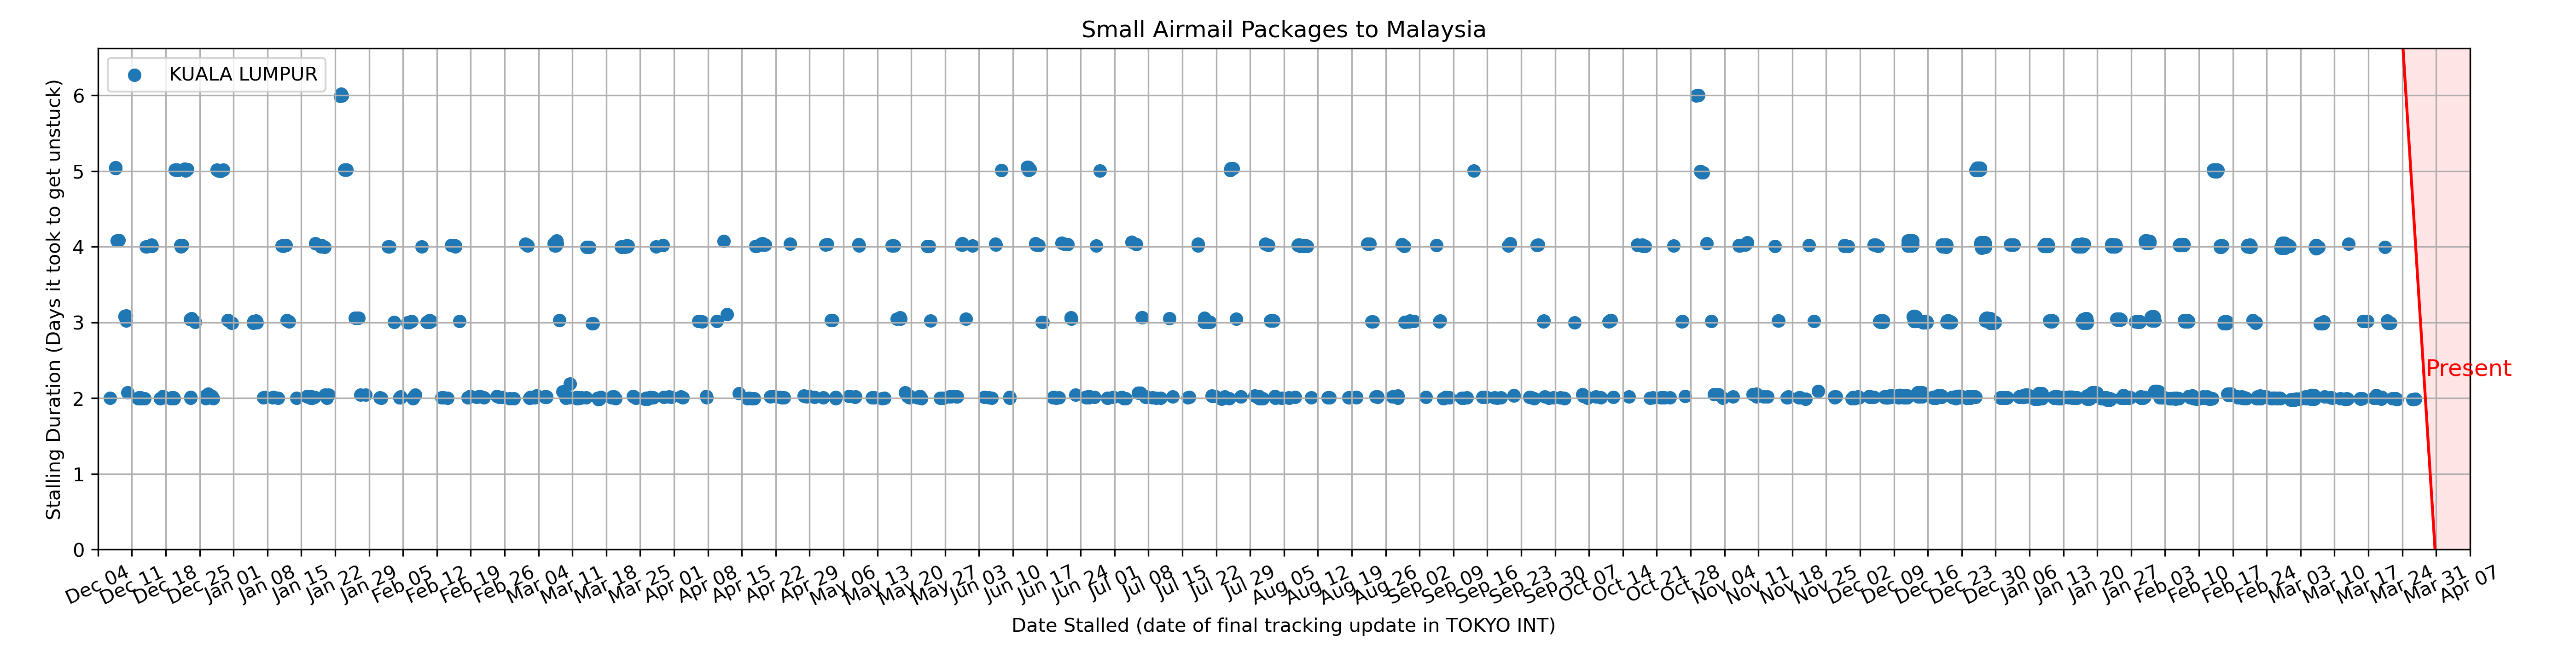 Small Airmail Packages to Malaysia
KUALA LUMPUR
Stalling Duration (Days it took to get unstuck)
6
5
4
3
2
1
0
Present
Dec 04 Dec 11 Dec 18 Dec 25 Jan 01 Jan 08 Jan 15 Jan 22 Jan 29 Feb 05 Feb 12 Feb 19 Feb 26 Mar 04 Mar 11 Mar 18 Mar 25 Apr 01 Apr 08 Apr 15 Apr 22 Apr 29 May 06 May 13 May 20 May 27 Jun 03 Jun 10 Jun 17 Jun 24 Jul 01 Jul 08 Jul 15 Jul 22 Jul 29 Aug 05 Aug 12 Aug 19 Aug 26 Sep 02 Sep 09 Sep 16 Sep 23 Sep 30 Oct 07 Oct 14 Oct 21 Oct 28 Nov 04 Nov 11 Nov 18 Nov 25 Dec 02 Dec 09 Dec 16 Dec 23 Dec 30 Jan 06 Jan 13 Jan 20 Jan 27 Feb 03 Feb 10 Feb 17 Feb 24 Mar 03 Mar 10 Mar 17 Mar 24 Mar 31 Apr 07
Date Stalled (date of final tracking update in TOKYO INT)